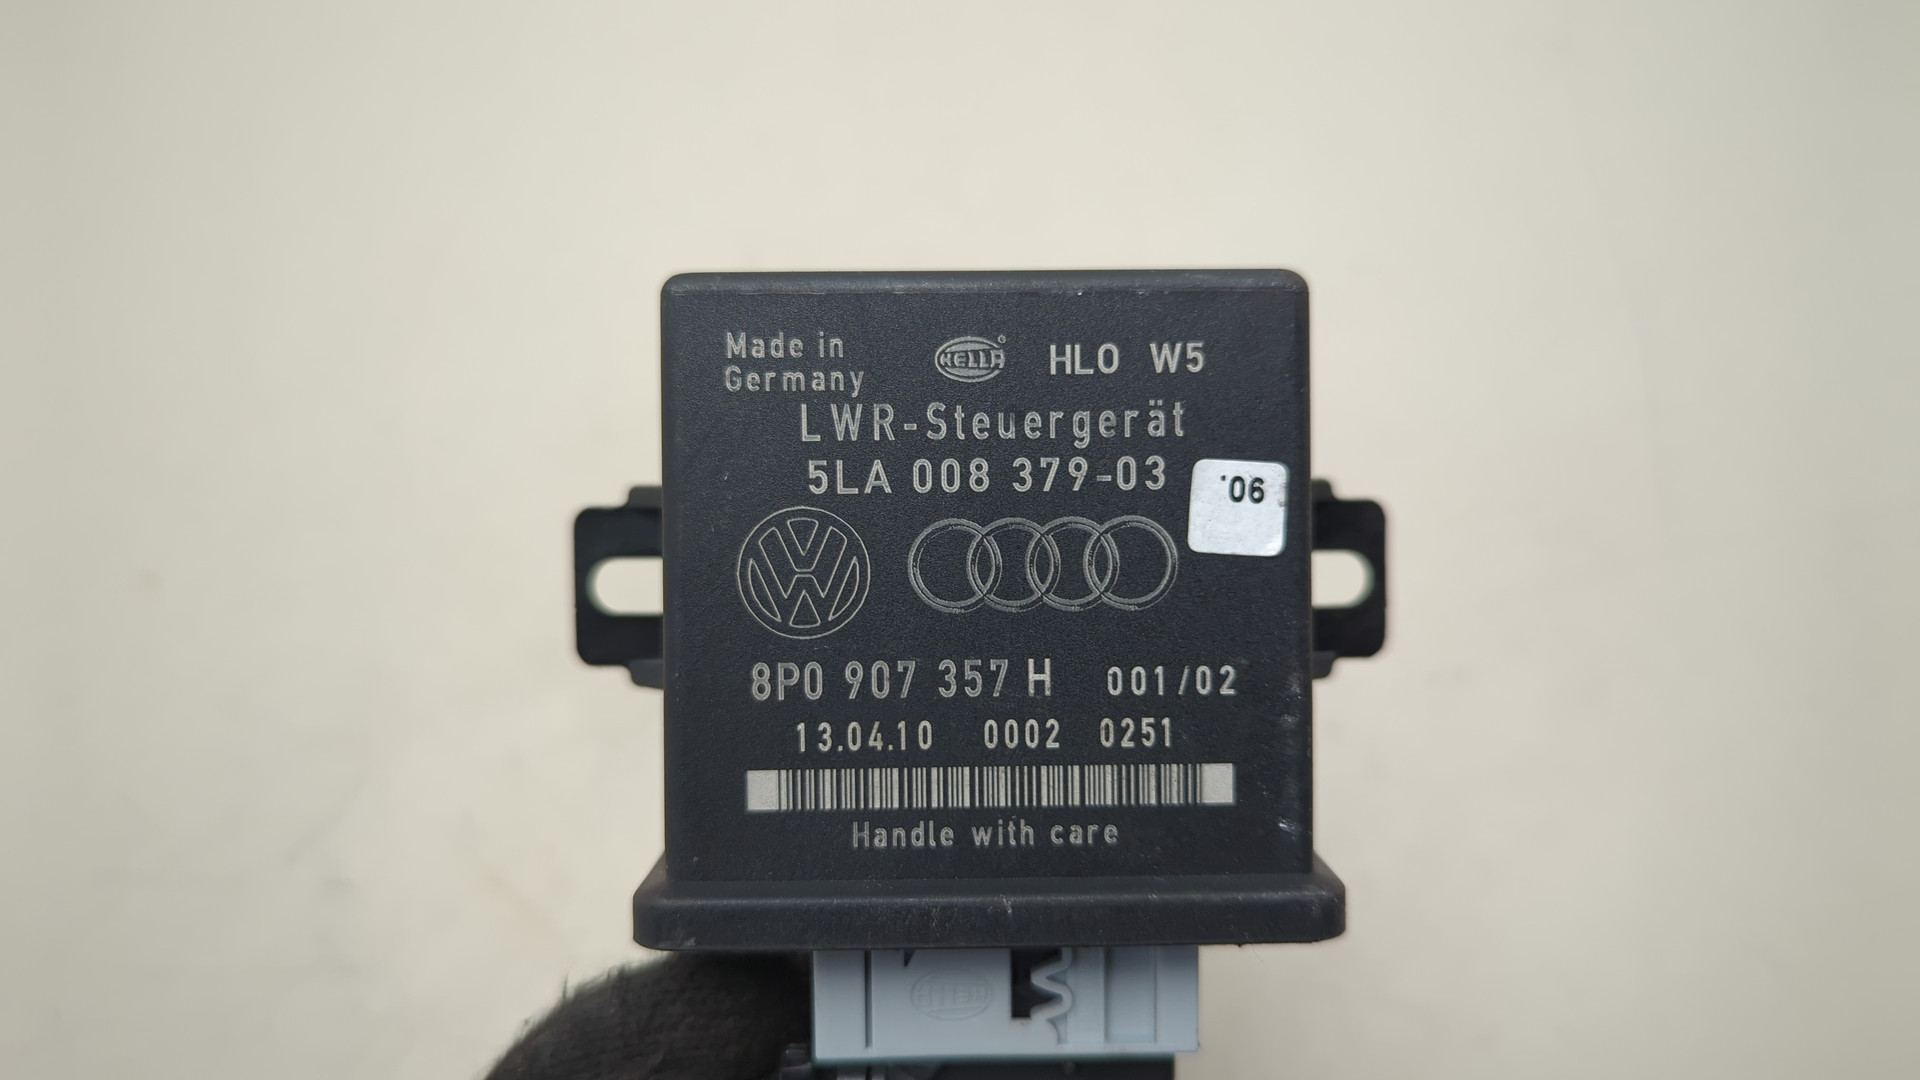 Made in
Germany
HELLA® HLO W5
LWR-Steuergerät
5LA 008 379-03
'06.
8P0 907 357 H 001/02
13.04.10 0002 0251
Handle with care
HELLA